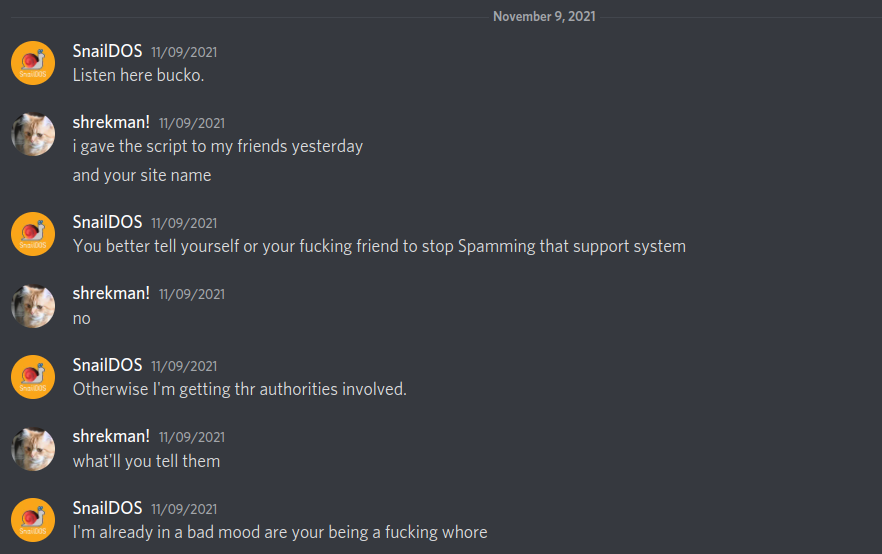 November 9, 2021
SnailDOS 11/09/2021
Listen here bucko.
shrekman! 11/09/2021
i gave the script to my friends yesterday
and your site name
SnailDOS 11/09/2021
You better tell yourself or your fucking friend to stop Spamming that support system
shrekman! 11/09/2021
no
SnailDOS 11/09/2021
Otherwise I'm getting thr authorities involved.
shrekman! 11/09/2021
what'll you tell them
SnailDOS 11/09/2021
I'm already in a bad mood are your being a fucking whore